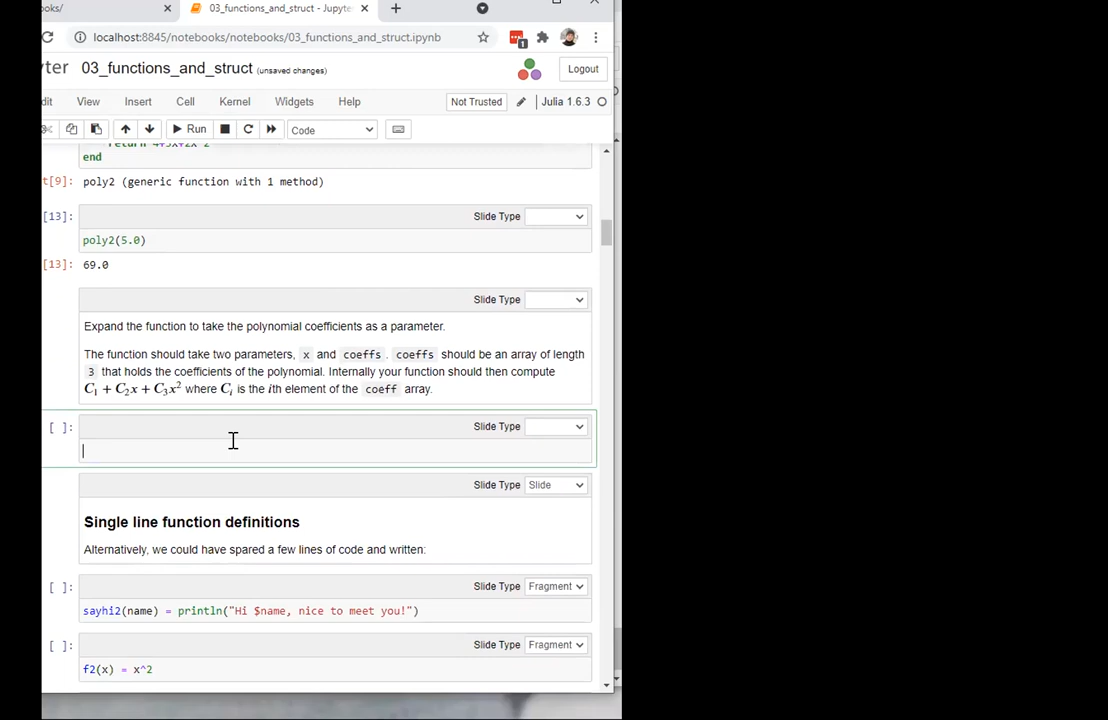 ooks/
03_functions_and_struct - Jupyte
localhost:8845/notebooks/notebooks/03_functions_and_struct.ipynb
1
yter 03_functions_and_struct (unsaved changes)
Logout
dit View Insert Cell Kernel Widgets Help
Not Trusted
Julia 1.6.3
Run
Code
return 4+3x+2x^2
end
t[9]: poly2 (generic function with 1 method)
[13]: Slide Type
poly2(5.0)
[13]: 69.0
Slide Type
Expand the function to take the polynomial coefficients as a parameter.
The function should take two parameters, x and coeffs . coeffs should be an array of length
3 that holds the coefficients of the polynomial. Internally your function should then compute
C₁ + C₂x + C₃x² where Cᵢ is the ith element of the coeff array.
[ ]: Slide Type
Slide Type Slide
Single line function definitions
Alternatively, we could have spared a few lines of code and written:
[ ]: Slide Type Fragment
sayhi2(name) = println("Hi $name, nice to meet you!")
[ ]: Slide Type Fragment
f2(x) = x^2